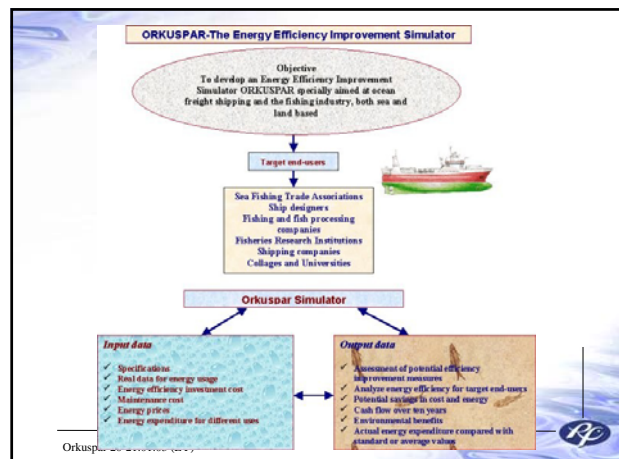 ORKUSPAR-The Energy Efficiency Improvement Simulator
Objective
To develop an Energy Efficiency Improvement
Simulator ORKUSPAR specially aimed at ocean
freight shipping and the fishing industry, both sea and
land based
Target end-users
Sea Fishing Trade Associations
Ship designers
Fishing and fish processing
companies
Fisheries Research Institutions
Shipping companies
Collages and Universities
Orkuspar Simulator
Input data
✓ Specifications
✓ Real data for energy usage
✓ Energy efficiency investment cost
✓ Maintenance cost
✓ Energy prices
✓ Energy expenditure for different uses
Output data
✓ Assessment of potential efficiency
improvement measures
✓ Analyze energy efficiency for target end-users
✓ Potential savings in cost and energy
✓ Cash flow over ten years
✓ Environmental benefits
✓ Actual energy expenditure compared with
standard or average values
Orkuspar